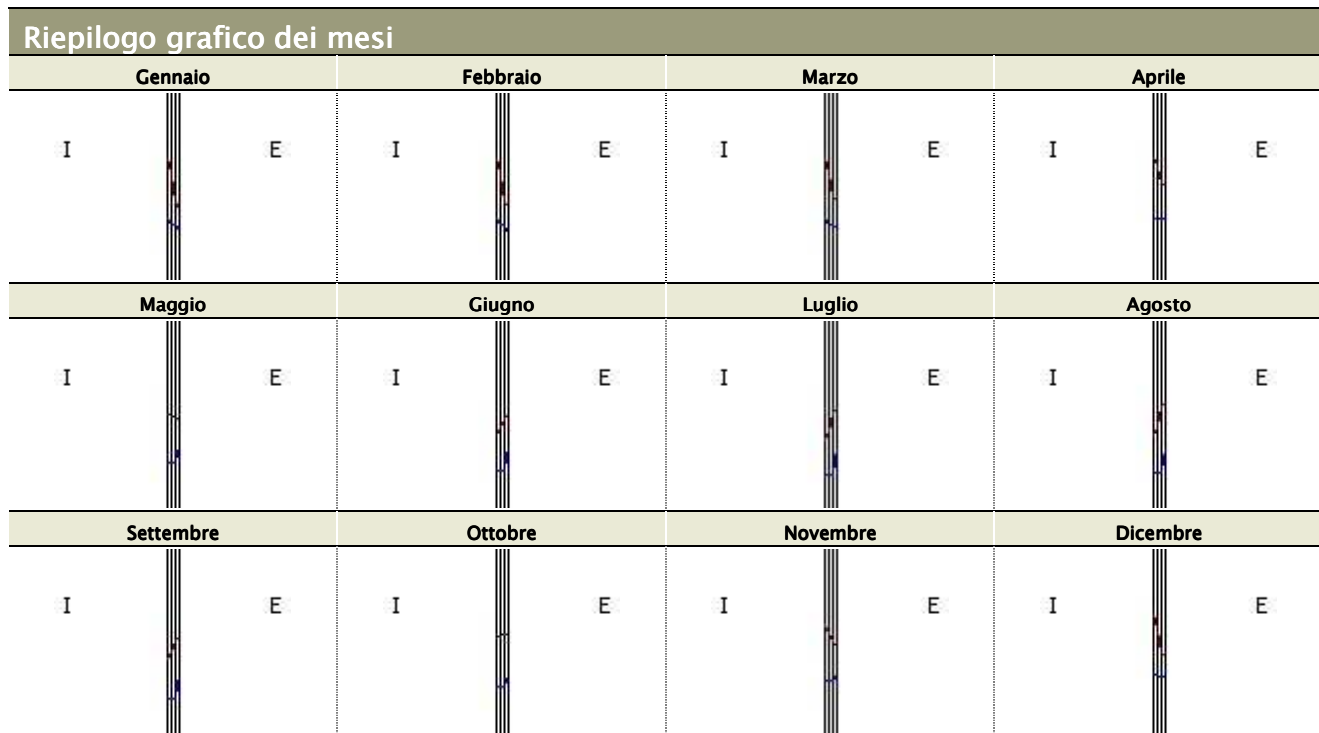 Riepilogo grafico dei mesi
Gennaio Febbraio Marzo Aprile
I E I E I E I E
Maggio Giugno Luglio Agosto
I E I E I E I E
Settembre Ottobre Novembre Dicembre
I E I E I E I E